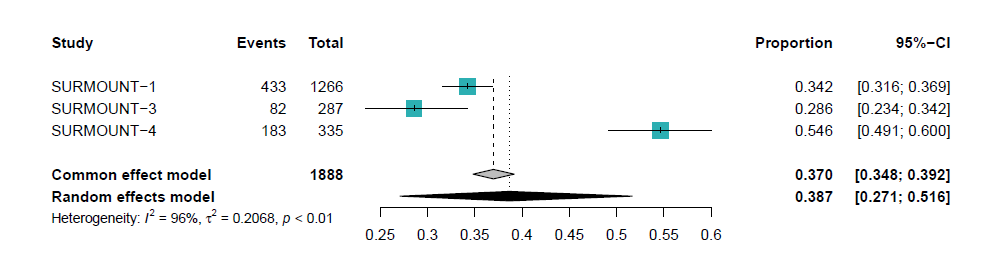 Study Events Total Proportion 95%−CI
SURMOUNT−1 433 1266 0.342 [0.316; 0.369]
SURMOUNT−3 82 287 0.286 [0.234; 0.342]
SURMOUNT−4 183 335 0.546 [0.491; 0.600]
Common effect model 1888 0.370 [0.348; 0.392]
Random effects model 0.387 [0.271; 0.516]
Heterogeneity: I² = 96%, τ² = 0.2068, p < 0.01
0.25 0.3 0.35 0.4 0.45 0.5 0.55 0.6